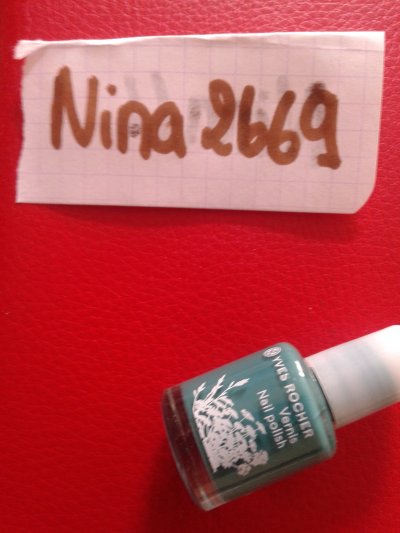 Nina 2669
YVES ROCHER
Vernis
Nail polish